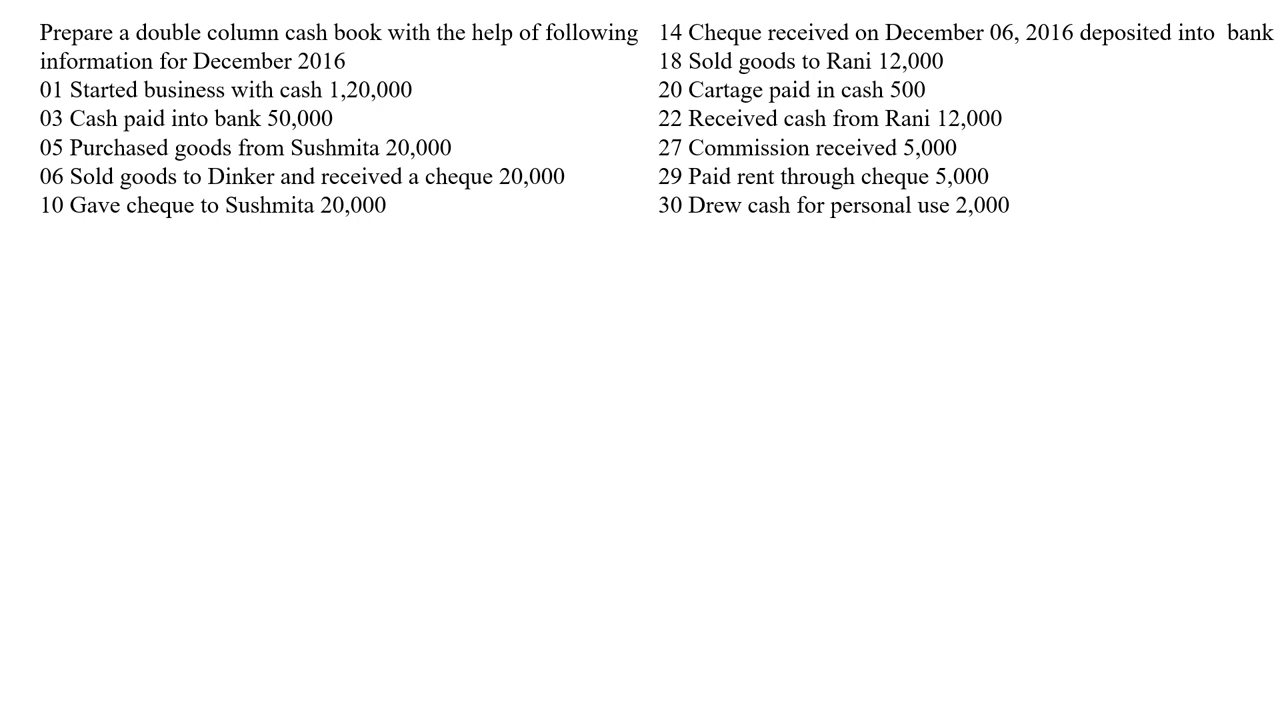 Prepare a double column cash book with the help of following
information for December 2016
01 Started business with cash 1,20,000
03 Cash paid into bank 50,000
05 Purchased goods from Sushmita 20,000
06 Sold goods to Dinker and received a cheque 20,000
10 Gave cheque to Sushmita 20,000
14 Cheque received on December 06, 2016 deposited into  bank
18 Sold goods to Rani 12,000
20 Cartage paid in cash 500
22 Received cash from Rani 12,000
27 Commission received 5,000
29 Paid rent through cheque 5,000
30 Drew cash for personal use 2,000